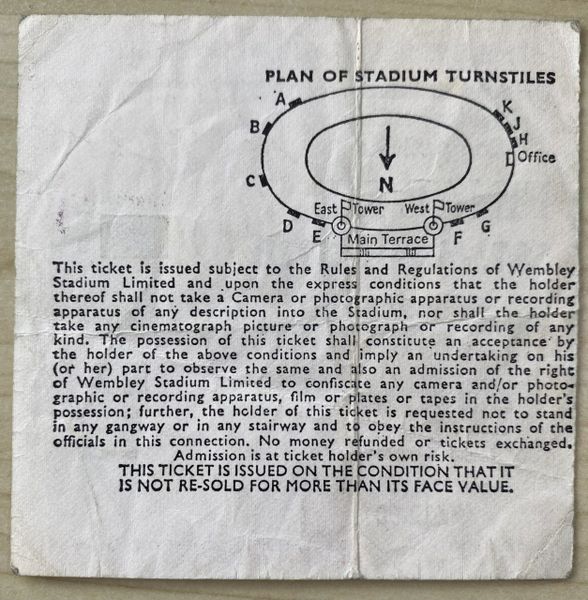 PLAN OF STADIUM TURNSTILES
A
K
B
J
H
Office
N
C
East Tower
West Tower
D
E
Main Terrace
F
G
This ticket is issued subject to the Rules and Regulations of Wembley
Stadium Limited and upon the express conditions that the holder
thereof shall not take a Camera or photographic apparatus or recording
apparatus of any description into the Stadium, nor shall the holder
take any cinematograph picture or photograph or recording of any
kind. The possession of this ticket shall constitute an acceptance by
the holder of the above conditions and imply an undertaking on his
(or her) part to observe the same and also an admission of the right
of Wembley Stadium Limited to confiscate any camera and/or photo-
graphic or recording apparatus, film or plates or tapes in the holder's
possession; further, the holder of this ticket is requested not to stand
in any gangway or in any stairway and to obey the instructions of the
officials in this connection. No money refunded or tickets exchanged.
Admission is at ticket holder's own risk.
THIS TICKET IS ISSUED ON THE CONDITION THAT IT
IS NOT RE-SOLD FOR MORE THAN ITS FACE VALUE.